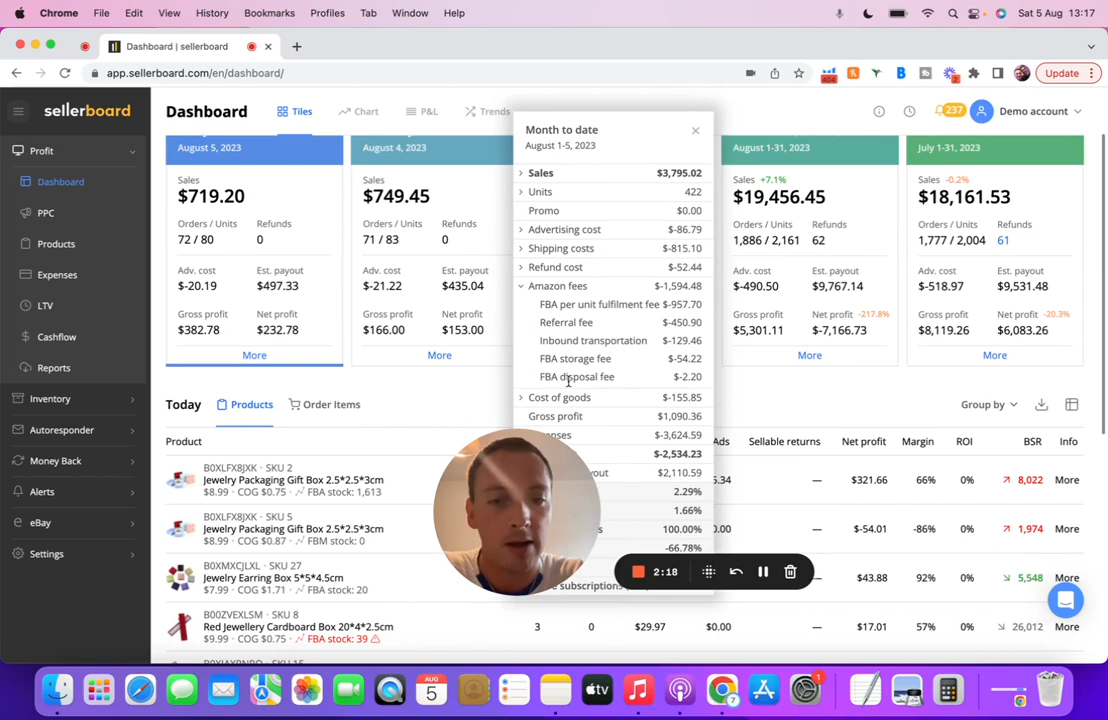 Chrome File Edit View History Bookmarks Profiles Tab Window Help Sat 5 Aug 13:17
Dashboard | sellerboard
app.sellerboard.com/en/dashboard/ 404 2 Update
sellerboard
Profit
Dashboard
PPC
Products
Expenses
LTV
Cashflow
Reports
Inventory
Autoresponder
Money Back
Alerts
eBay
Settings
Dashboard Tiles Chart P&L Trends 237 Demo account
August 5, 2023
Sales
$719.20
Orders / Units Refunds
72 / 80 0
Adv. cost Est. payout
$-20.19 $497.33
Gross profit Net profit
$382.78 $232.78
More
August 4, 2023
Sales
$749.45
Orders / Units Refunds
71 / 83 0
Adv. cost Est. payout
$-21.22 $435.04
Gross profit Net profit
$166.00 $153.00
More
Month to date
August 1-5, 2023
Sales $3,795.02
Units 422
Promo $0.00
Advertising cost $-86.79
Shipping costs $-815.10
Refund cost $-52.44
Amazon fees $-1,594.48
FBA per unit fulfilment fee $-957.70
Referral fee $-450.90
Inbound transportation $-129.46
FBA storage fee $-54.22
FBA disposal fee $-2.20
Cost of goods $-155.85
Gross profit $1,090.36
$-3,624.59
$-2,534.23
$2,110.59
2.29%
1.66%
100.00%
-66.78%
subscriptions
2:18
August 1-31, 2023
Sales +7.1%
$19,456.45
Orders / Units Refunds
1,886 / 2,161 62
Adv. cost Est. payout
$-490.50 $9,767.34
Gross profit Net profit -217.8%
$5,301.11 $-7,166.73
More
July 1-31, 2023
Sales -0.2%
$18,161.53
Orders / Units Refunds
1,777 / 2,004 61
Adv. cost Est. payout
$-518.97 $9,531.48
Gross profit Net profit -20.3%
$8,119.26 $6,083.26
More
Today Products Order Items Group by
Product Ads Sellable returns Net profit Margin ROI BSR Info
B0XLFX8JXK · SKU 2
Jewelry Packaging Gift Box 2.5*2.5*3cm 5.34 — $321.66 66% 0% 8,022 More
$8.99 · COG $0.75 · FBA stock: 1,613
B0XLFX8JXK · SKU 5
Jewelry Packaging Gift Box 2.5*2.5*3cm 0.00 — $-54.01 -86% 0% 1,974 More
$8.99 · COG $0.87 · FBM stock: 0
B0XMXCJLXL · SKU 27
Jewelry Earring Box 5*5*4.5cm — $43.88 92% 0% 5,548 More
$7.99 · COG $1.71 · FBA stock: 20
B00ZVEXLSM · SKU 8
Red Jewellery Cardboard Box 20*4*2.5cm 3 0 $29.97 $0.00 — $17.01 57% 0% 26,012 More
$9.99 · COG $0.75 · FBA stock: 39
AUG
5
tv
7
1